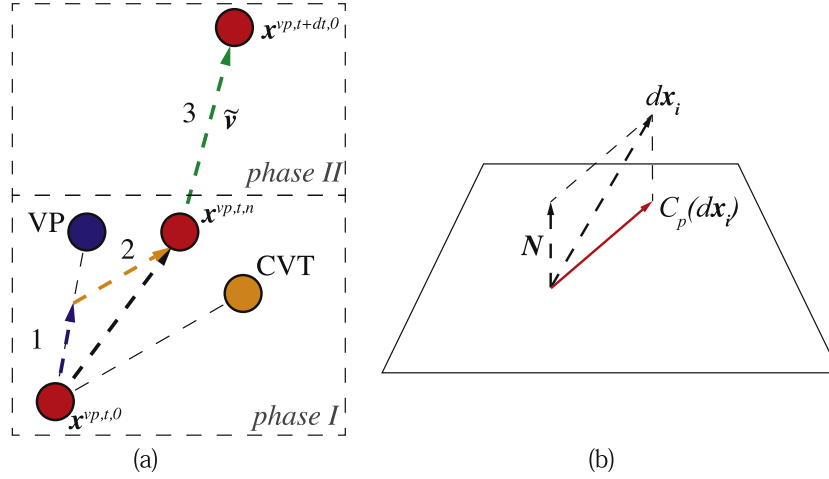 x^{vp,t+dt,0}
3
ṽ
phase II
x^{vp,t,n}
VP
2
CVT
1
x^{vp,t,0}
phase I
(a)
dx_i
N
C_p(dx_i)
(b)